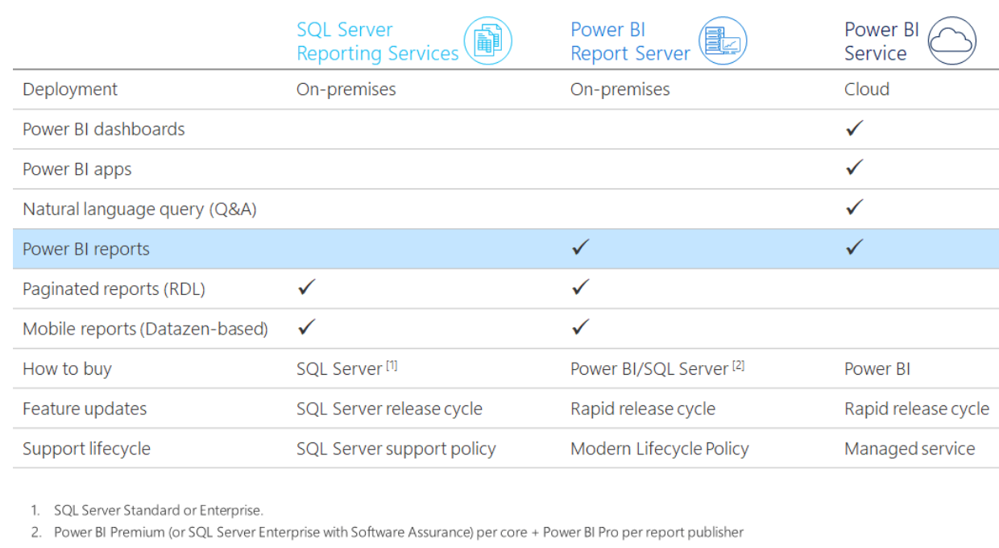 SQL Server
Reporting Services
Power BI
Report Server
Power BI
Service
Deployment On-premises On-premises Cloud
Power BI dashboards ✓
Power BI apps ✓
Natural language query (Q&A) ✓
Power BI reports ✓ ✓
Paginated reports (RDL) ✓ ✓
Mobile reports (Datazen-based) ✓ ✓
How to buy SQL Server [1] Power BI/SQL Server [2] Power BI
Feature updates SQL Server release cycle Rapid release cycle Rapid release cycle
Support lifecycle SQL Server support policy Modern Lifecycle Policy Managed service
1. SQL Server Standard or Enterprise.
2. Power BI Premium (or SQL Server Enterprise with Software Assurance) per core + Power BI Pro per report publisher